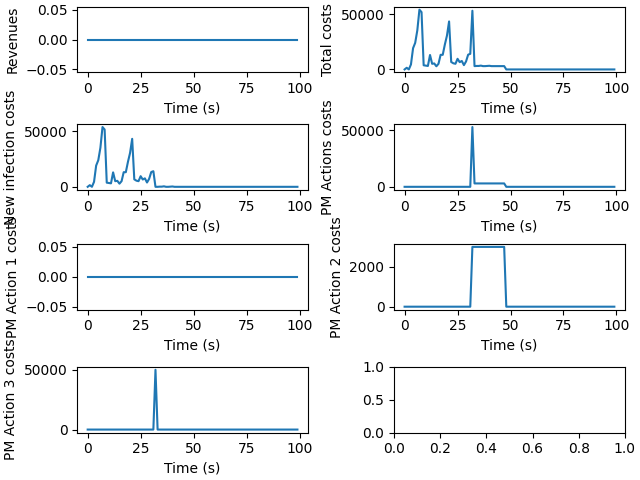 Revenues
0.05
0.00
−0.05
0 25 50 75 100
Time (s)
Total costs
50000
0
0 25 50 75 100
Time (s)
New infection costs
50000
0
0 25 50 75 100
Time (s)
PM Actions costs
50000
0
0 25 50 75 100
Time (s)
PM Action 1 costs
0.05
0.00
−0.05
0 25 50 75 100
Time (s)
PM Action 2 costs
2000
0
0 25 50 75 100
Time (s)
PM Action 3 costs
50000
0
0 25 50 75 100
Time (s)
1.0
0.5
0.0
0.0 0.2 0.4 0.6 0.8 1.0